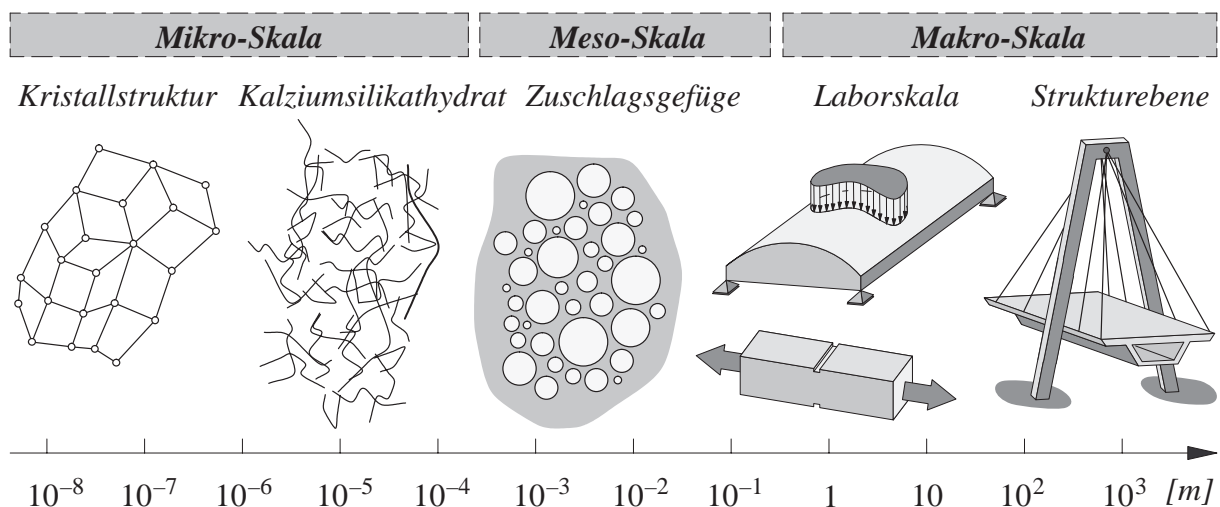 Mikro-Skala Meso-Skala Makro-Skala
Kristallstruktur Kalziumsilikathydrat Zuschlagsgefüge Laborskala Strukturebene
10⁻⁸ 10⁻⁷ 10⁻⁶ 10⁻⁵ 10⁻⁴ 10⁻³ 10⁻² 10⁻¹ 1 10 10² 10³ [m]